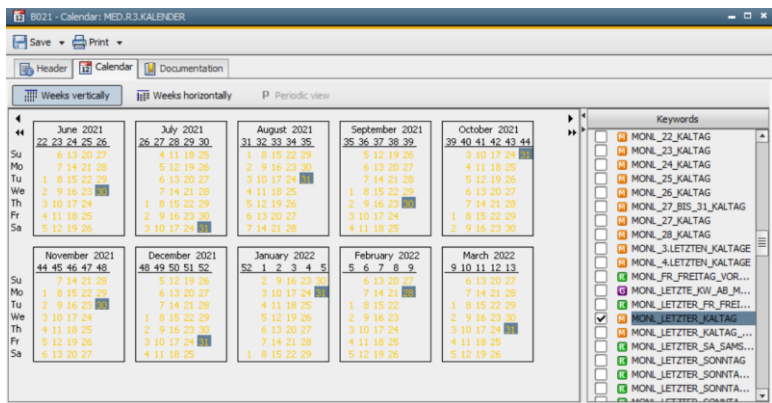 B021 - Calendar: MED.R3.KALENDER
Save Print
Header Calendar Documentation
Weeks vertically Weeks horizontally P Periodic view
June 2021 July 2021 August 2021 September 2021 October 2021
22 23 24 25 26 26 27 28 29 30 31 32 33 34 35 35 36 37 38 39 39 40 41 42 43 44
Su 6 13 20 27 4 11 18 25 1 8 15 22 29 5 12 19 26 3 10 17 24 31
Mo 7 14 21 28 5 12 19 26 2 9 16 23 30 6 13 20 27 4 11 18 25
Tu 1 8 15 22 29 6 13 20 27 3 10 17 24 31 7 14 21 28 5 12 19 26
We 2 9 16 23 30 7 14 21 28 4 11 18 25 1 8 15 22 29 6 13 20 27
Th 3 10 17 24 1 8 15 22 29 5 12 19 26 2 9 16 23 30 7 14 21 28
Fr 4 11 18 25 2 9 16 23 30 6 13 20 27 3 10 17 24 1 8 15 22 29
Sa 5 12 19 26 3 10 17 24 31 7 14 21 28 4 11 18 25 2 9 16 23 30
November 2021 December 2021 January 2022 February 2022 March 2022
44 45 46 47 48 48 49 50 51 52 52 1 2 3 4 5 5 6 7 8 9 9 10 11 12 13
Su 7 14 21 28 5 12 19 26 2 9 16 23 30 6 13 20 27 6 13 20 27
Mo 1 8 15 22 29 6 13 20 27 3 10 17 24 31 7 14 21 28 7 14 21 28
Tu 2 9 16 23 30 7 14 21 28 4 11 18 25 1 8 15 22 1 8 15 22 29
We 3 10 17 24 1 8 15 22 29 5 12 19 26 2 9 16 23 2 9 16 23 30
Th 4 11 18 25 2 9 16 23 30 6 13 20 27 3 10 17 24 3 10 17 24 31
Fr 5 12 19 26 3 10 17 24 31 7 14 21 28 4 11 18 25 4 11 18 25
Sa 6 13 20 27 4 11 18 25 1 8 15 22 29 5 12 19 26 5 12 19 26
Keywords
M MONL_22_KALTAG
M MONL_23_KALTAG
M MONL_24_KALTAG
M MONL_25_KALTAG
M MONL_26_KALTAG
M MONL_27_BIS_31_KALTAG
M MONL_27_KALTAG
M MONL_28_KALTAG
M MONL_3.LETZTEN_KALTAGE
M MONL_4.LETZTEN_KALTAGE
R MONL_FR_FREITAG_VOR...
G MONL_LETZTE_KW_AB_M...
R MONL_LETZTER_FR_FREI...
M MONL_LETZTER_KALTAG
M MONL_LETZTER_KALTAG_...
R MONL_LETZTER_SA_SAMS...
R MONL_LETZTER_SONNTAG
R MONL_LETZTER_SONNTA...
R MONL_LETZTER_SONNTA...
R MONL_LETZTER_SONNTA...